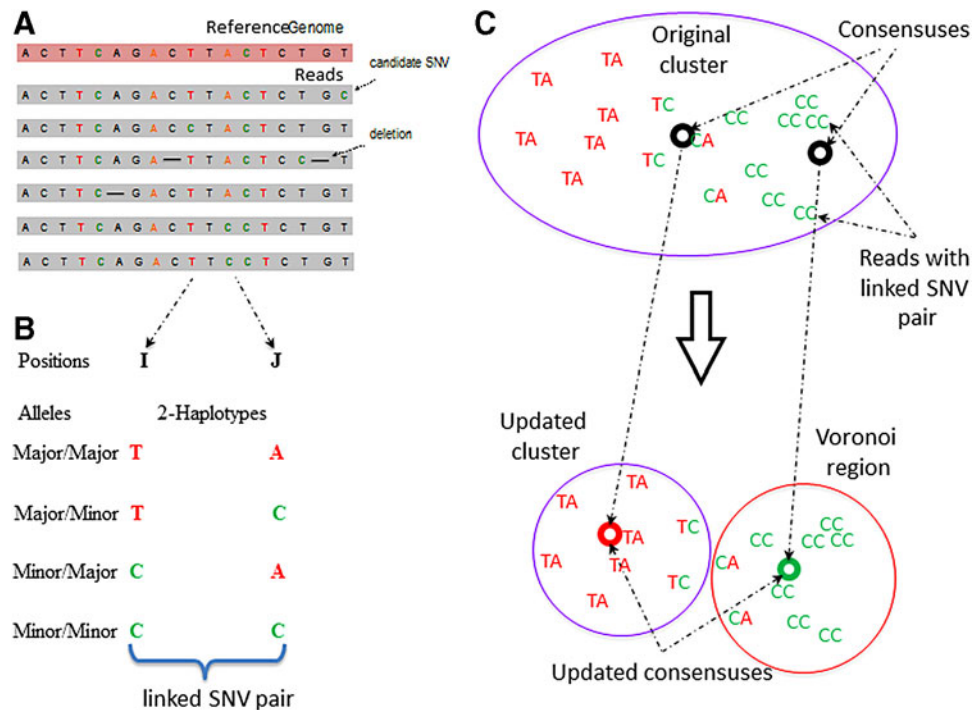 A
Reference Genome
A C T T C A G A C T T A C T C T G T
Reads
candidate SNV
A C T T C A G A C T T A C T C T G C
A C T T C A G A C C T A C T C T G T
deletion
A C T T C A G A — T T A C T C C — T
A C T T C — G A C T T A C T C T G T
A C T T C A G A C T T C C T C T G T
A C T T C A G A C T T C C T C T G T
B
Positions I J
Alleles 2-Haplotypes
Major/Major T A
Major/Minor T C
Minor/Major C A
Minor/Minor C C
linked SNV pair
C
Original
cluster
Consensuses
TA
TA
TA TC CC
CC
CC CC
TA TA CA
TC
TA
CA CC
CC
CC
Reads with
linked SNV
pair
Updated
cluster
Voronoi
region
TA
TA
TC
TA
TA
TA
TC
TA
CC
CC
CC CC
CA
CC
CA
CC
CC
Updated consensuses